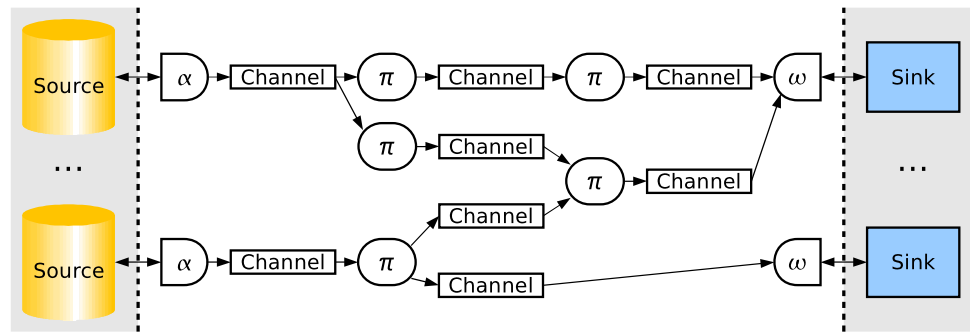 Source α Channel π Channel π Channel ω Sink
π Channel
... π Channel ...
Channel
Source α Channel π ω Sink
Channel